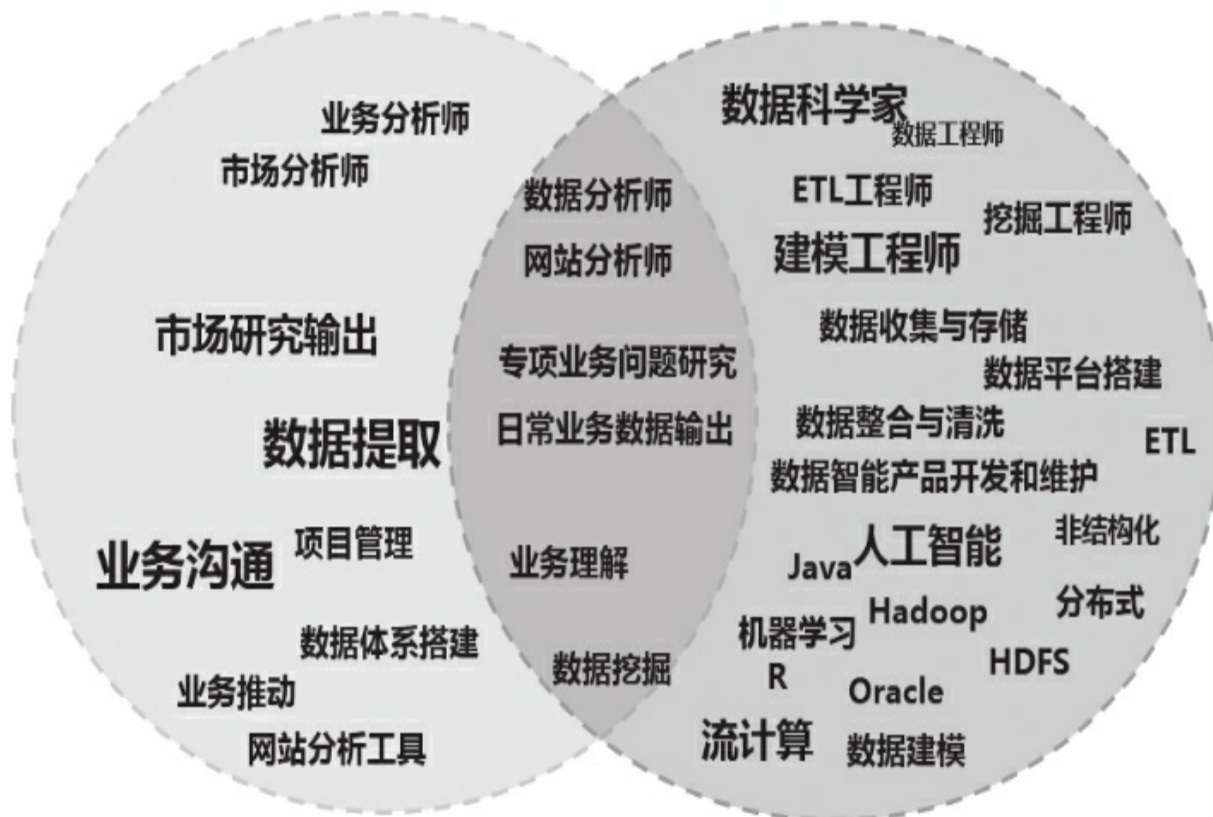 业务分析师
市场分析师
市场研究输出
数据提取
业务沟通
项目管理
数据体系搭建
业务推动
网站分析工具
数据分析师
网站分析师
专项业务问题研究
日常业务数据输出
业务理解
数据挖掘
数据科学家
数据工程师
ETL工程师
挖掘工程师
建模工程师
数据收集与存储
数据平台搭建
数据整合与清洗
ETL
数据智能产品开发和维护
人工智能
非结构化
Java
Hadoop
分布式
机器学习
HDFS
R
Oracle
流计算
数据建模